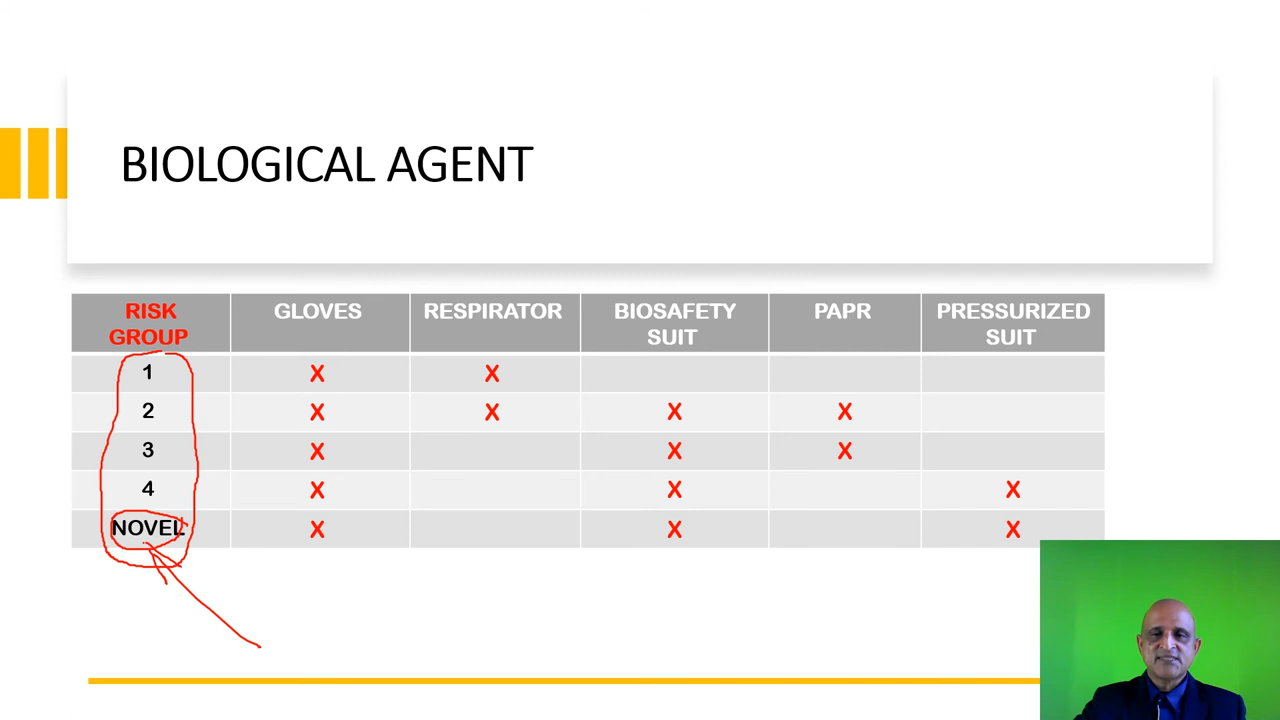 BIOLOGICAL AGENT
RISK GROUP GLOVES RESPIRATOR BIOSAFETY SUIT PAPR PRESSURIZED SUIT
1 X X
2 X X X X
3 X X X
4 X X X
NOVEL X X X